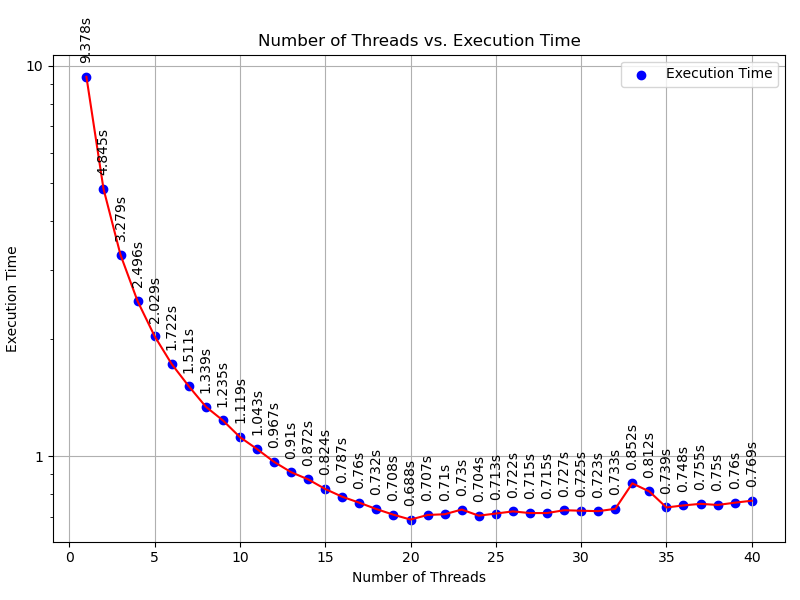 Number of Threads vs. Execution Time
Execution Time
10
1
Execution Time
9.378s
4.845s
3.279s
2.496s
2.029s
1.722s
1.511s
1.339s
1.235s
1.119s
1.043s
0.967s
0.91s
0.872s
0.824s
0.787s
0.76s
0.732s
0.708s
0.688s
0.707s
0.71s
0.73s
0.704s
0.713s
0.722s
0.715s
0.715s
0.727s
0.725s
0.723s
0.733s
0.852s
0.812s
0.739s
0.748s
0.755s
0.75s
0.76s
0.769s
0 5 10 15 20 25 30 35 40
Number of Threads